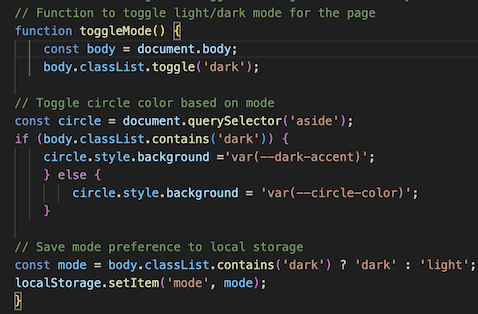 // Function to toggle light/dark mode for the page
function toggleMode() {
const body = document.body;
body.classList.toggle('dark');
// Toggle circle color based on mode
const circle = document.querySelector('aside');
if (body.classList.contains('dark')) {
circle.style.background ='var(--dark-accent)';
} else {
circle.style.background = 'var(--circle-color)';
}
// Save mode preference to local storage
const mode = body.classList.contains('dark') ? 'dark' : 'light';
localStorage.setItem('mode', mode);
}